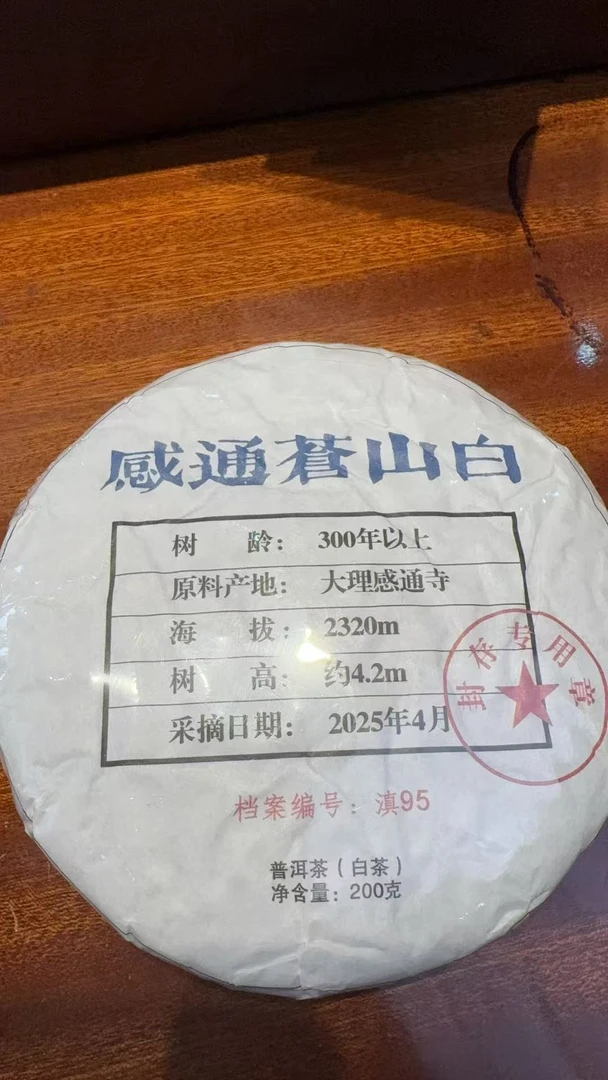 感通蒼山白
树 龄： 300年以上
原料产地： 大理感通寺
海 拔： 2320m
树 高： 约4.2m
采摘日期： 2025年4月
封存专用章
档案编号：滇95
普洱茶（白茶）
净含量：200克